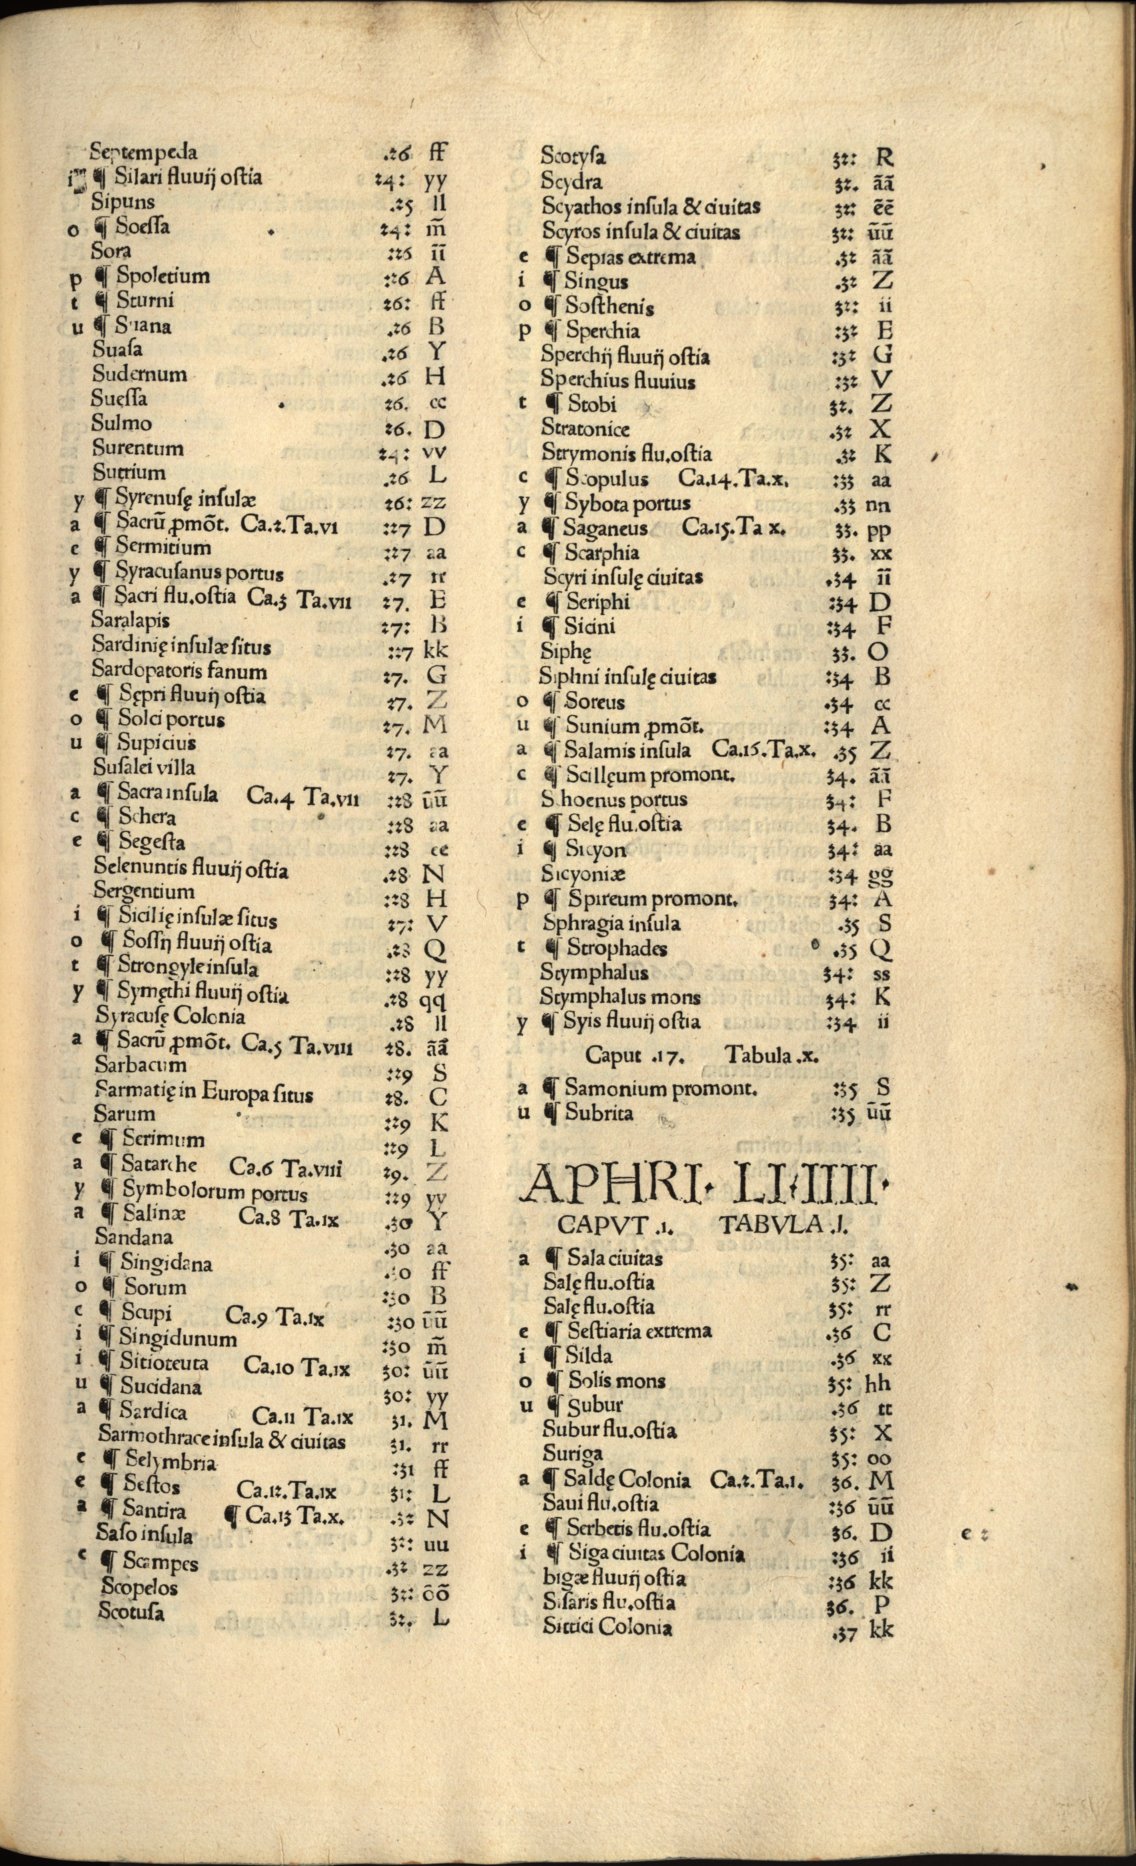 Septempeda .26 ff
¶ Silari fluuij ostia 24: yy
Sipuns .25 ll
o ¶ Soessa 24: m̄
Sora :26 īī
p ¶ Spoletium :26 A
t ¶ Sturni 26: ff
u ¶ Suana .26 B
Suasa .26 Y
Sudernum .26 H
Suessa 26. cc
Sulmo 26. D
Surentum 24: vv
Sutrium .26 L
y ¶ Syrenusę insulæ 26: zz
a ¶ Sacrū ꝓmōt. Ca.2.Ta.vi :27 D
e ¶ Sermitium :27 aa
y ¶ Syracusanus portus .27 rr
a ¶ Sacri flu.ostia Ca.3 Ta.vii 27. E
Saralapis 27: B
Sardinię insulæ situs :27 kk
Sardopatoris fanum 27. G
e ¶ Sępri fluuij ostia 27. Z
o ¶ Solci portus 27. M
u ¶ Supicius 27. aa
Susalei villa 27. Y
a ¶ Sacra insula Ca.4 Ta.vii :28 ūū
c ¶ Schera :28 aa
e ¶ Segesta :28 ee
Selenuntis fluuij ostia .28 N
Sergentium :28 H
i ¶ Sicilię insulæ situs 27: V
o ¶ Sossij fluuij ostia .28 Q
t ¶ Strongyle insula :28 yy
y ¶ Symęthi fluuij ostia .28 qq
Syracusę Colonia .28 ll
a ¶ Sacrū ꝓmōt. Ca.5 Ta.viii 28. āā
Sarbacum :29 S
Sarmatię in Europa situs 28. C
Sarum :29 K
e ¶ Serimum :29 L
a ¶ Satarche Ca.6 Ta.viii 29. Z
y ¶ Symbolorum portus :29 yy
a ¶ Salinæ Ca.8 Ta.ix .30 Y
Sandana .30 aa
i ¶ Singidana .30 ff
o ¶ Sorum :30 B
c ¶ Scupi Ca.9 Ta.ix :30 ūū
i ¶ Singidunum :30 m̄
i ¶ Sitioteuta Ca.10 Ta.ix 30: ūū
u ¶ Sucidana 30: yy
a ¶ Sardica Ca.11 Ta.ix 31. M
Sarmothrace insula & ciuitas 31. rr
e ¶ Selymbria :31 ff
e ¶ Sestos Ca.12.Ta.ix 31: L
a ¶ Santira ¶ Ca.13 Ta.x. .32 N
Saso insula 32: uu
c ¶ Scampes .32 zz
Scopelos 32: ōō
Scotusa 32. L
Scotysa 32: R
Scydra 32. āā
Scyathos insula & ciuitas 32: ēē
Scyros insula & ciuitas 32: ūū
e ¶ Sepias extrema .32 āā
i ¶ Singus .32 Z
o ¶ Sosthenis 32: ii
p ¶ Sperchia :32 E
Sperchij fluuij ostia :32 G
Sperchius fluuius :32 V
t ¶ Stobi 32. Z
Stratonice .32 X
Strymonis flu.ostia .32 K
c ¶ Scopulus Ca.14.Ta.x. :33 aa
y ¶ Sybota portus .33 nn
a ¶ Saganeus Ca.15.Ta x. 33. pp
c ¶ Scarphia 33. xx
Scyri insulę ciuitas .34 īī
e ¶ Seriphi :34 D
i ¶ Sicini :34 F
Siphę 33. O
Siphni insulę ciuitas :34 B
o ¶ Soreus .34 cc
u ¶ Sunium ꝓmōt. :34 A
a ¶ Salamis insula Ca.16.Ta.x. .35 Z
c ¶ Scillęum promont. 34. āā
Schoenus portus 34: F
e ¶ Selę flu.ostia 34. B
i ¶ Sicyon 34: aa
Sicyoniæ :34 gg
p ¶ Spireum promont. 34: A
Sphragia insula .35 S
t ¶ Strophades .35 Q
Stymphalus 34: ss
Stymphalus mons 34: K
y ¶ Syis fluuij ostia :34 ii
Caput .17. Tabula .x.
a ¶ Samonium promont. :35 S
u ¶ Subrita :35 ūū
APHRI. LI.IIII.
CAPVT .1. TABVLA .I.
a ¶ Sala ciuitas 35: aa
Salę flu.ostia 35: Z
Salę flu.ostia 35: rr
e ¶ Sestiaria extrema .36 C
i ¶ Silda .36 xx
o ¶ Solis mons 35: hh
u ¶ Subur .36 tt
Subur flu.ostia 35: X
Suriga 35: oo
a ¶ Saldę Colonia Ca.2.Ta.1. 36. M
Saui flu.ostia :36 ūū
e ¶ Serbetis flu.ostia 36. D
e 2
i ¶ Siga ciuitas Colonia :36 ii
bigæ fluuij ostia :36 kk
Sisaris flu.ostia 36. P
Sittici Colonia .37 kk